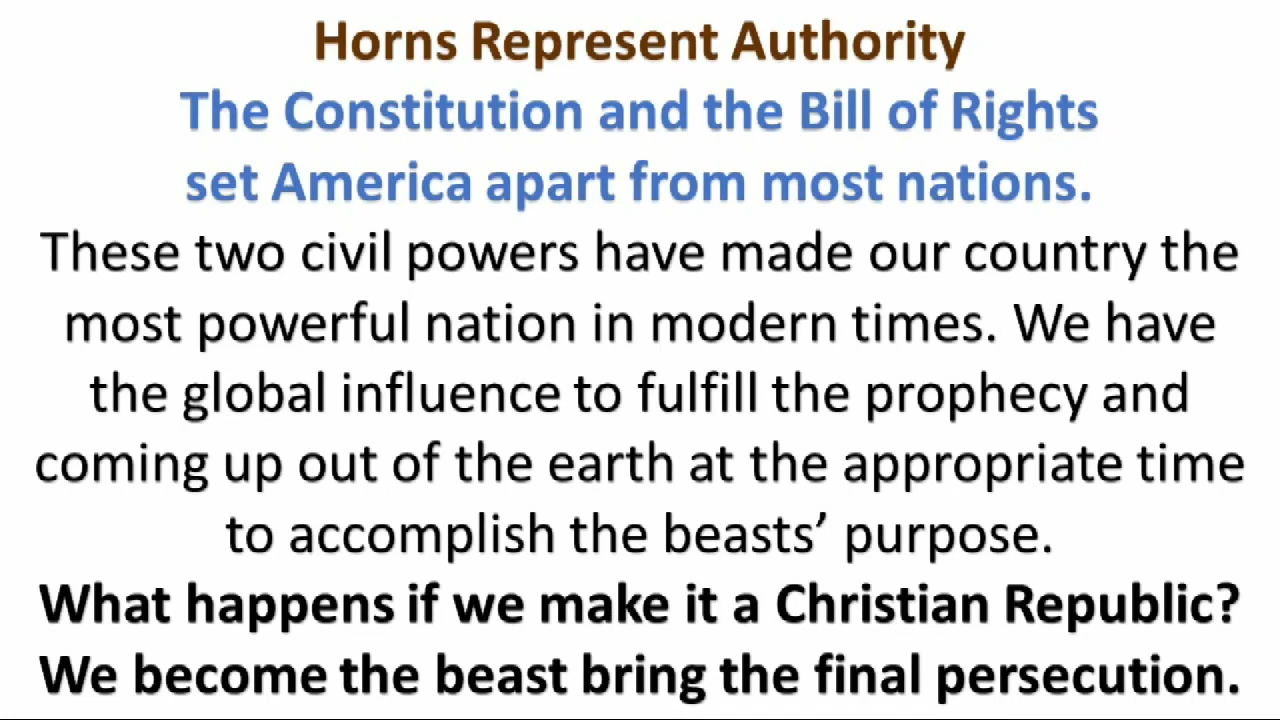 Horns Represent Authority
The Constitution and the Bill of Rights
set America apart from most nations.
These two civil powers have made our country the
most powerful nation in modern times. We have
the global influence to fulfill the prophecy and
coming up out of the earth at the appropriate time
to accomplish the beasts’ purpose.
What happens if we make it a Christian Republic?
We become the beast bring the final persecution.